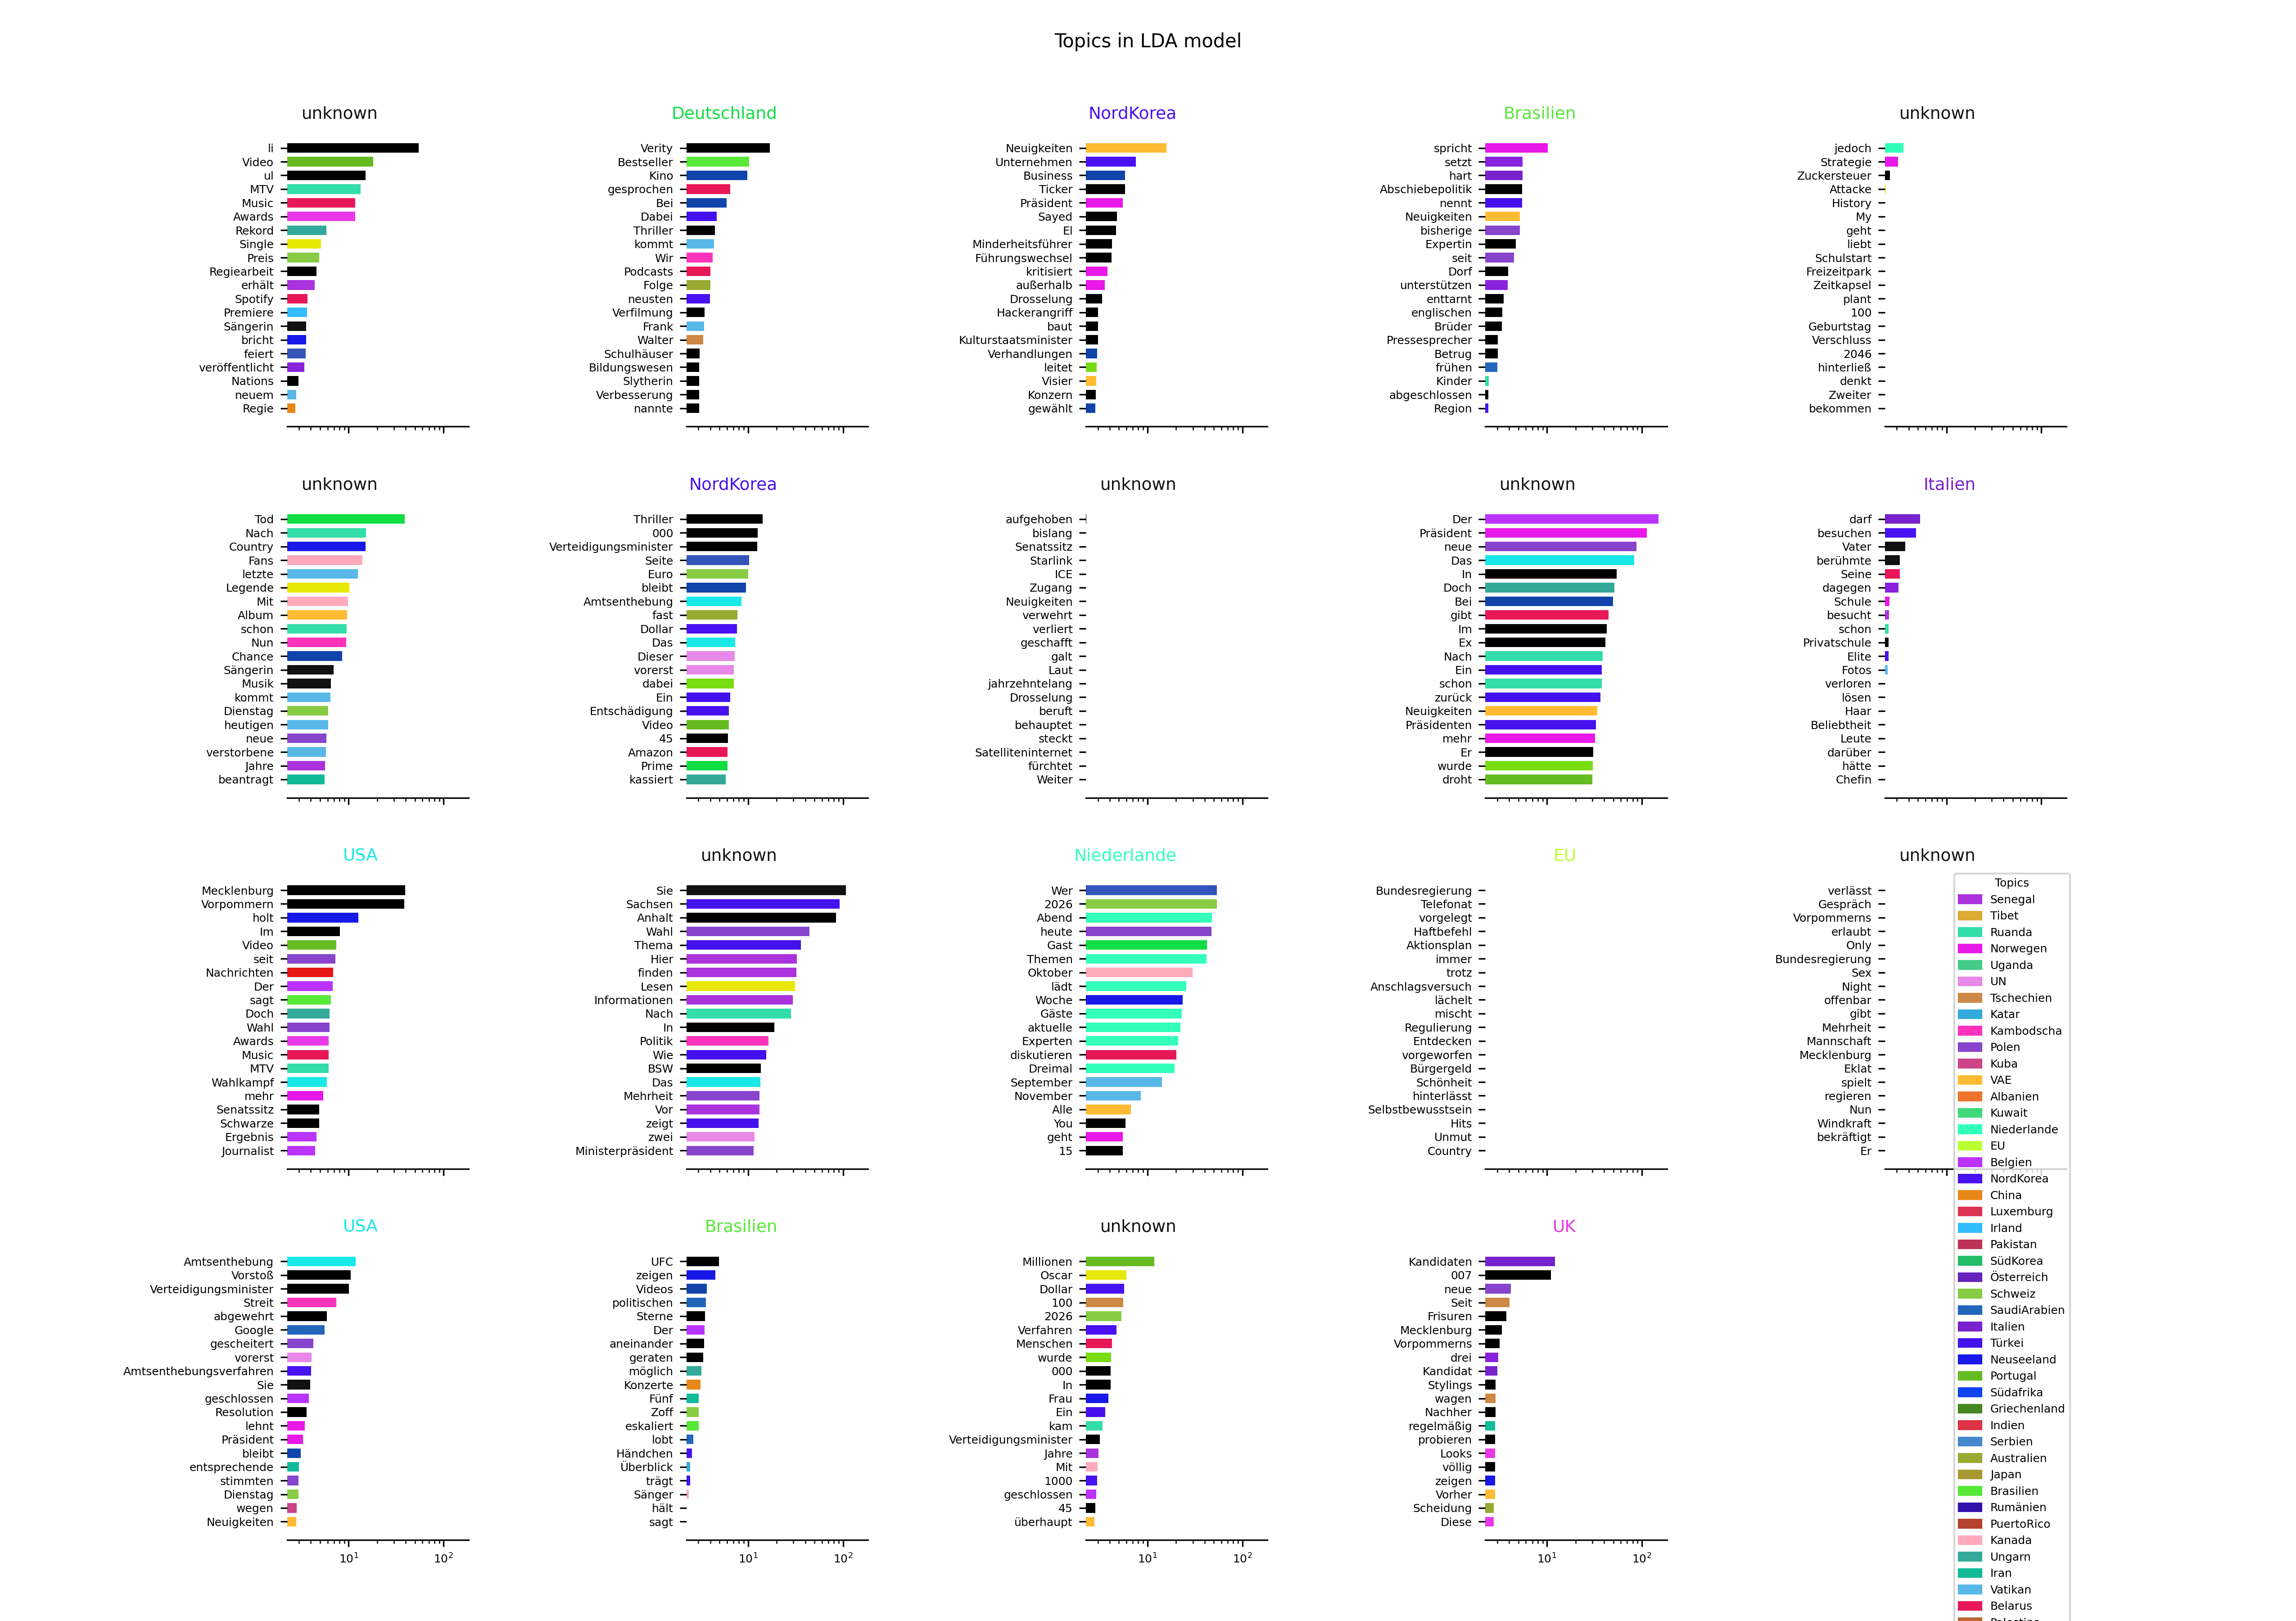 Topics in LDA model
unknown
li
Video
ul
MTV
Music
Awards
Rekord
Single
Preis
Regiearbeit
erhält
Spotify
Premiere
Sängerin
bricht
feiert
veröffentlicht
Nations
neuem
Regie
Deutschland
Verity
Bestseller
Kino
gesprochen
Bei
Dabei
Thriller
kommt
Wir
Podcasts
Folge
neusten
Verfilmung
Frank
Walter
Schulhäuser
Bildungswesen
Slytherin
Verbesserung
nannte
NordKorea
Neuigkeiten
Unternehmen
Business
Ticker
Präsident
Sayed
El
Minderheitsführer
Führungswechsel
kritisiert
außerhalb
Drosselung
Hackerangriff
baut
Kulturstaatsminister
Verhandlungen
leitet
Visier
Konzern
gewählt
Brasilien
spricht
setzt
hart
Abschiebepolitik
nennt
Neuigkeiten
bisherige
Expertin
seit
Dorf
unterstützen
enttarnt
englischen
Brüder
Pressesprecher
Betrug
frühen
Kinder
abgeschlossen
Region
unknown
jedoch
Strategie
Zuckersteuer
Attacke
History
My
geht
liebt
Schulstart
Freizeitpark
Zeitkapsel
plant
100
Geburtstag
Verschluss
2046
hinterließ
denkt
Zweiter
bekommen
unknown
Tod
Nach
Country
Fans
letzte
Legende
Mit
Album
schon
Nun
Chance
Sängerin
Musik
kommt
Dienstag
heutigen
neue
verstorbene
Jahre
beantragt
NordKorea
Thriller
000
Verteidigungsminister
Seite
Euro
bleibt
Amtsenthebung
fast
Dollar
Das
Dieser
vorerst
dabei
Ein
Entschädigung
Video
45
Amazon
Prime
kassiert
unknown
aufgehoben
bislang
Senatssitz
Starlink
ICE
Zugang
Neuigkeiten
verwehrt
verliert
geschafft
galt
Laut
jahrzehntelang
Drosselung
beruft
behauptet
steckt
Satelliteninternet
fürchtet
Weiter
unknown
Der
Präsident
neue
Das
In
Doch
Bei
gibt
Im
Ex
Nach
Ein
schon
zurück
Neuigkeiten
Präsidenten
mehr
Er
wurde
droht
Italien
darf
besuchen
Vater
berühmte
Seine
dagegen
Schule
besucht
schon
Privatschule
Elite
Fotos
verloren
lösen
Haar
Beliebtheit
Leute
darüber
hätte
Chefin
USA
Mecklenburg
Vorpommern
holt
Im
Video
seit
Nachrichten
Der
sagt
Doch
Wahl
Awards
Music
MTV
Wahlkampf
mehr
Senatssitz
Schwarze
Ergebnis
Journalist
unknown
Sie
Sachsen
Anhalt
Wahl
Thema
Hier
finden
Lesen
Informationen
Nach
In
Politik
Wie
BSW
Das
Mehrheit
Vor
zeigt
zwei
Ministerpräsident
Niederlande
Wer
2026
Abend
heute
Gast
Themen
Oktober
lädt
Woche
Gäste
aktuelle
Experten
diskutieren
Dreimal
September
November
Alle
You
geht
15
EU
Bundesregierung
Telefonat
vorgelegt
Haftbefehl
Aktionsplan
immer
trotz
Anschlagsversuch
lächelt
mischt
Regulierung
Entdecken
vorgeworfen
Bürgergeld
Schönheit
hinterlässt
Selbstbewusstsein
Hits
Unmut
Country
unknown
verlässt
Gespräch
Vorpommerns
erlaubt
Only
Bundesregierung
Sex
Night
offenbar
gibt
Mehrheit
Mannschaft
Mecklenburg
Eklat
spielt
regieren
Nun
Windkraft
bekräftigt
Er
USA
Amtsenthebung
Vorstoß
Verteidigungsminister
Streit
abgewehrt
Google
gescheitert
vorerst
Amtsenthebungsverfahren
Sie
geschlossen
Resolution
lehnt
Präsident
bleibt
entsprechende
stimmten
Dienstag
wegen
Neuigkeiten
10¹ 10²
Brasilien
UFC
zeigen
Videos
politischen
Sterne
Der
aneinander
geraten
möglich
Konzerte
Fünf
Zoff
eskaliert
lobt
Händchen
Überblick
trägt
Sänger
hält
sagt
10¹ 10²
unknown
Millionen
Oscar
Dollar
100
2026
Verfahren
Menschen
wurde
000
In
Frau
Ein
kam
Verteidigungsminister
Jahre
Mit
1000
geschlossen
45
überhaupt
10¹ 10²
UK
Kandidaten
007
neue
Seit
Frisuren
Mecklenburg
Vorpommerns
drei
Kandidat
Stylings
wagen
Nachher
regelmäßig
probieren
Looks
völlig
zeigen
Vorher
Scheidung
Diese
10¹ 10²
Topics
Senegal
Tibet
Ruanda
Norwegen
Uganda
UN
Tschechien
Katar
Kambodscha
Polen
Kuba
VAE
Albanien
Kuwait
Niederlande
EU
Belgien
NordKorea
China
Luxemburg
Irland
Pakistan
SüdKorea
Österreich
Schweiz
SaudiArabien
Italien
Türkei
Neuseeland
Portugal
Südafrika
Griechenland
Indien
Serbien
Australien
Japan
Brasilien
Rumänien
PuertoRico
Kanada
Ungarn
Iran
Vatikan
Belarus